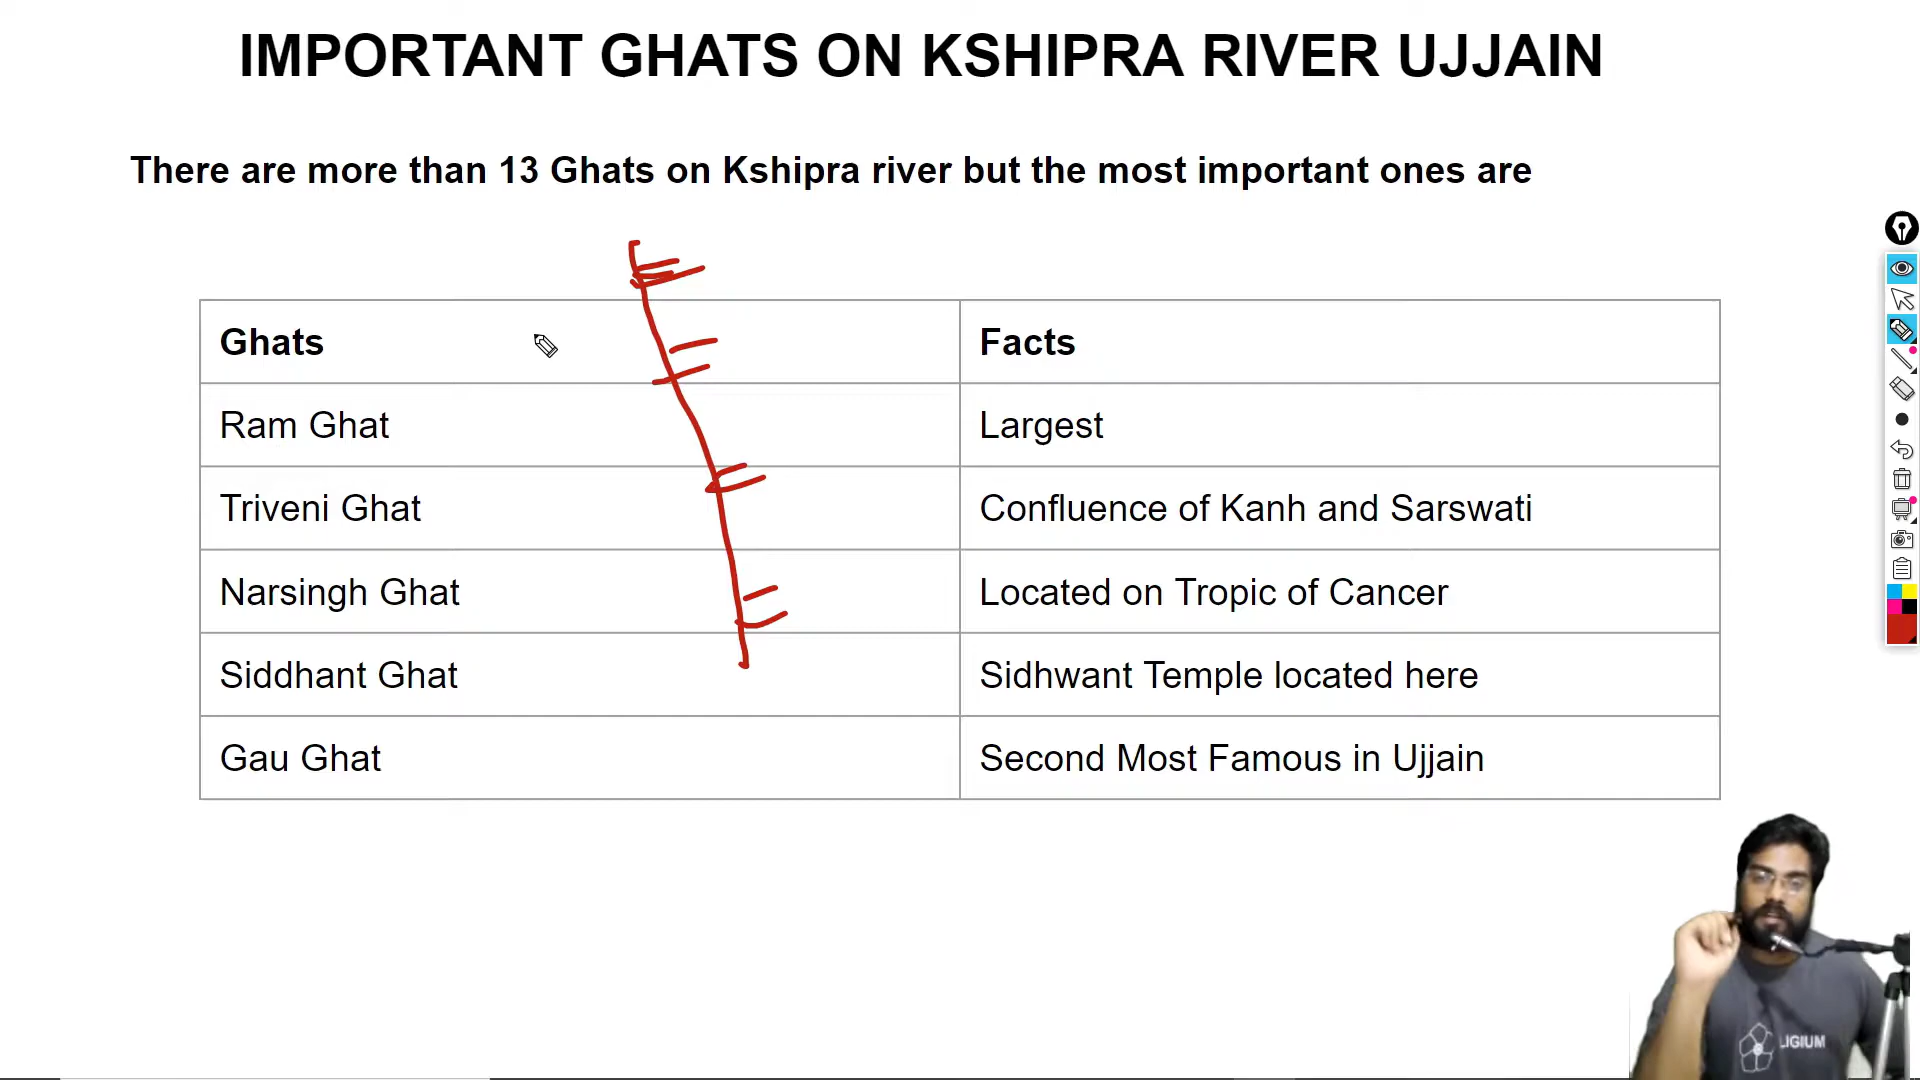 IMPORTANT GHATS ON KSHIPRA RIVER UJJAIN
There are more than 13 Ghats on Kshipra river but the most important ones are
Ghats Facts
Ram Ghat Largest
Triveni Ghat Confluence of Kanh and Sarswati
Narsingh Ghat Located on Tropic of Cancer
Siddhant Ghat Sidhwant Temple located here
Gau Ghat Second Most Famous in Ujjain
LIGIUM